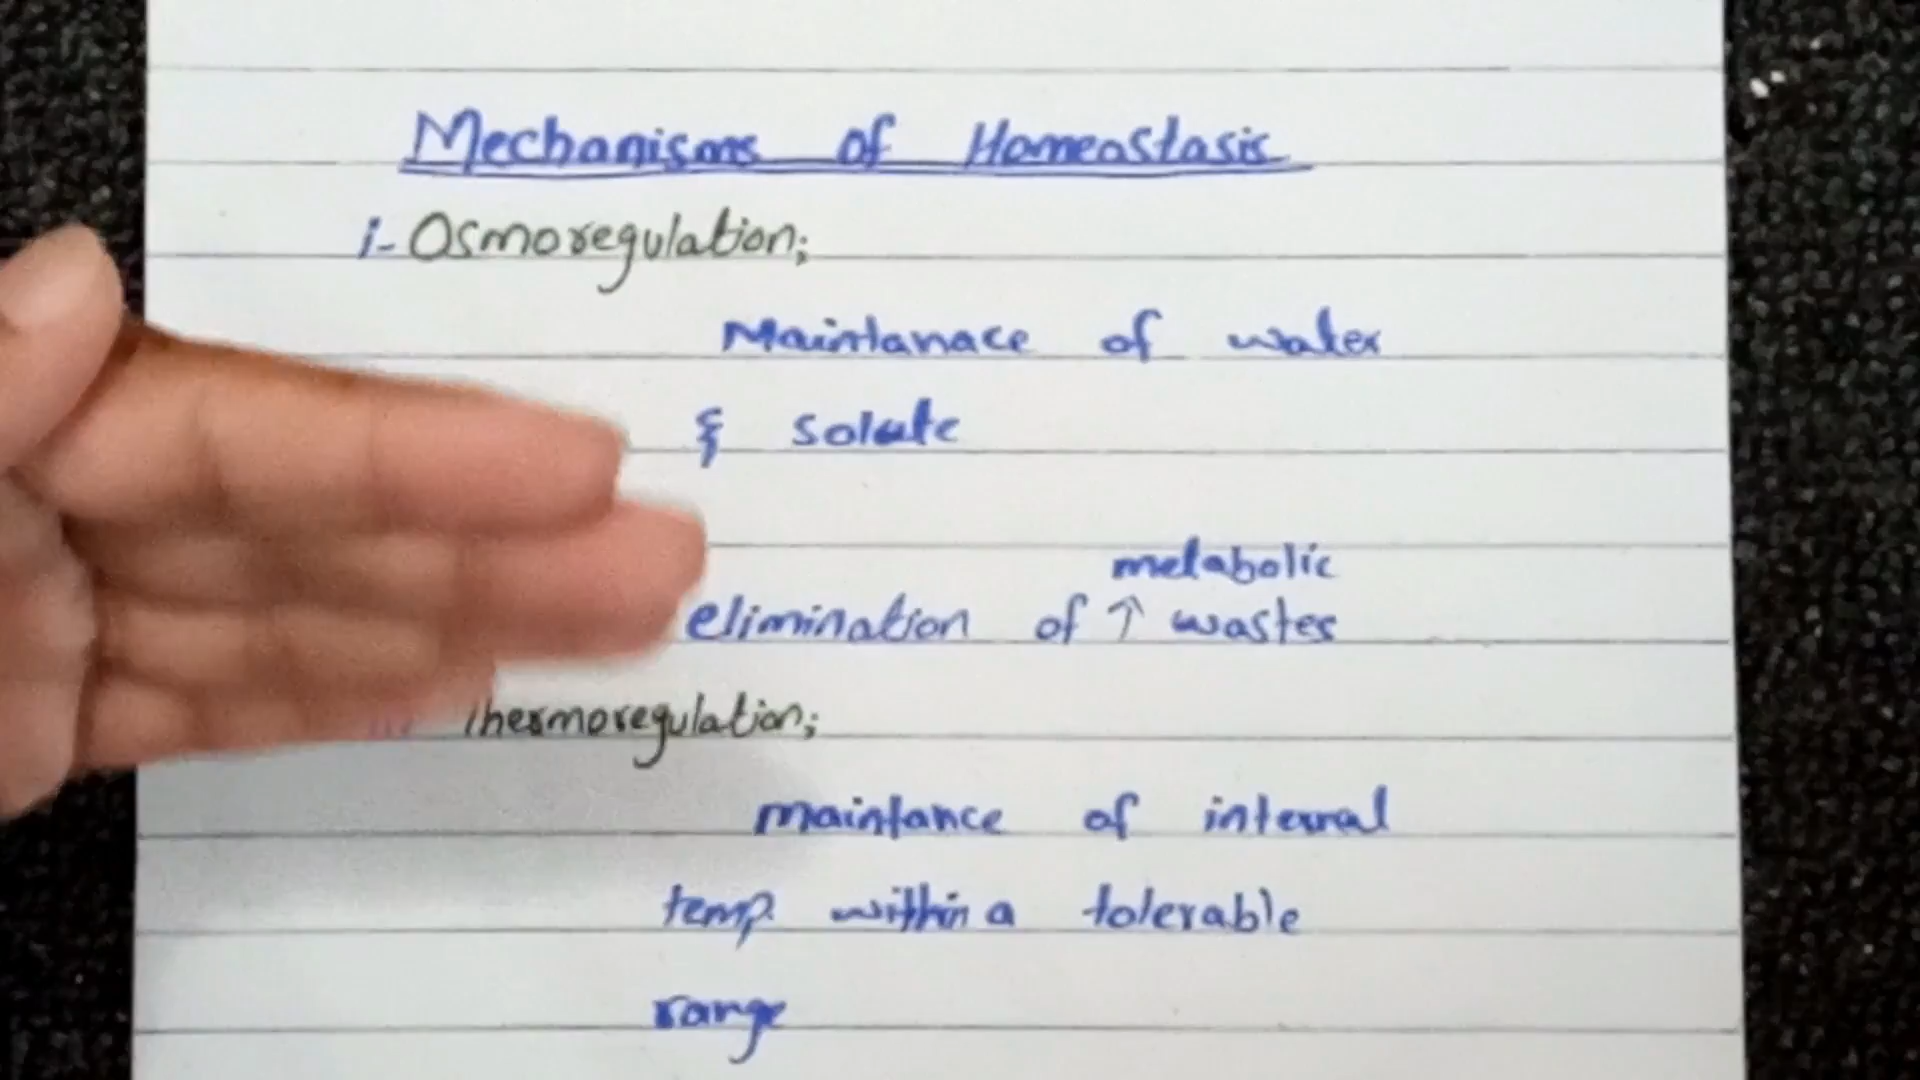 Mechanisms of Homeostasis
i- Osmoregulation;
Maintanace of water
& solute
metabolic
elimination of ↑ wastes
Thermoregulation;
maintance of internal
temp. within a tolerable
range